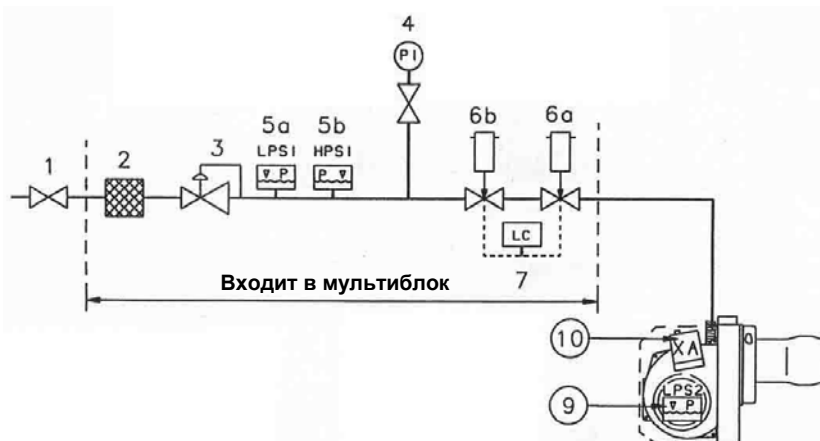 4
PI
6b 6a
5a 5b
1 2 3 LPS1 HPS1
P P
LC
7
Входит в мультиблок
10 XA
LPS2
9 P